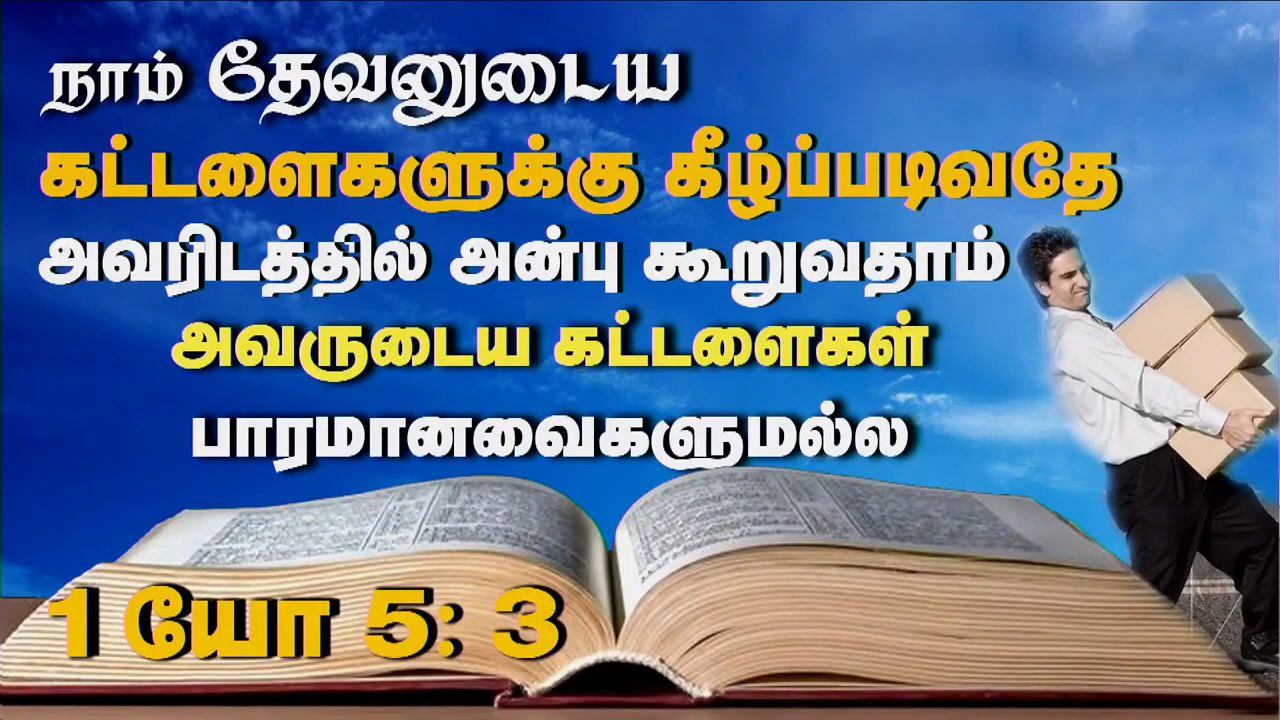 நாம் தேவனுடைய
கட்டளைகளுக்கு கீழ்ப்படிவதே
அவரிடத்தில் அன்பு கூறுவதாம்
அவருடைய கட்டளைகள்
பாரமானவைகளுமல்ல
1 யோ 5: 3